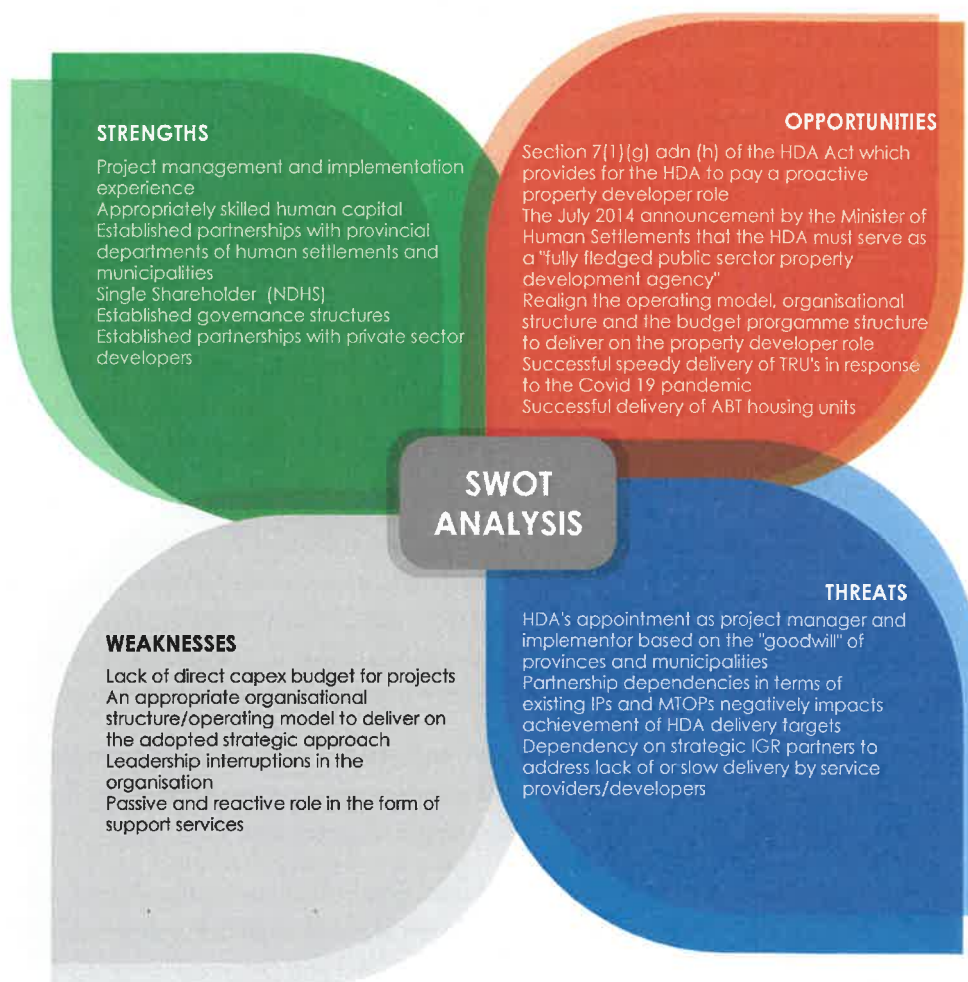 STRENGTHS
Project management and implementation
experience
Appropriately skilled human capital
Established partnerships with provincial
departments of human settlements and
municipalities
Single Shareholder (NDHS)
Established governance structures
Established partnerships with private sector
developers
OPPORTUNITIES
Section 7(1)(g) adn (h) of the HDA Act which
provides for the HDA to pay a proactive
property developer role
The July 2014 announcement by the Minister of
Human Settlements that the HDA must serve as
a "fully fledged public serctor property
development agency"
Realign the operating model, organisational
structure and the budget prorgamme structure
to deliver on the property developer role
Successful speedy delivery of TRU's in response
to the Covid 19 pandemic
Successful delivery of ABT housing units
SWOT
ANALYSIS
WEAKNESSES
Lack of direct capex budget for projects
An appropriate organisational
structure/operating model to deliver on
the adopted strategic approach
Leadership interruptions in the
organisation
Passive and reactive role in the form of
support services
THREATS
HDA's appointment as project manager and
implementor based on the "goodwill" of
provinces and municipalities
Partnership dependencies in terms of
existing IPs and MTOPs negatively impacts
achievement of HDA delivery targets
Dependency on strategic IGR partners to
address lack of or slow delivery by service
providers/developers